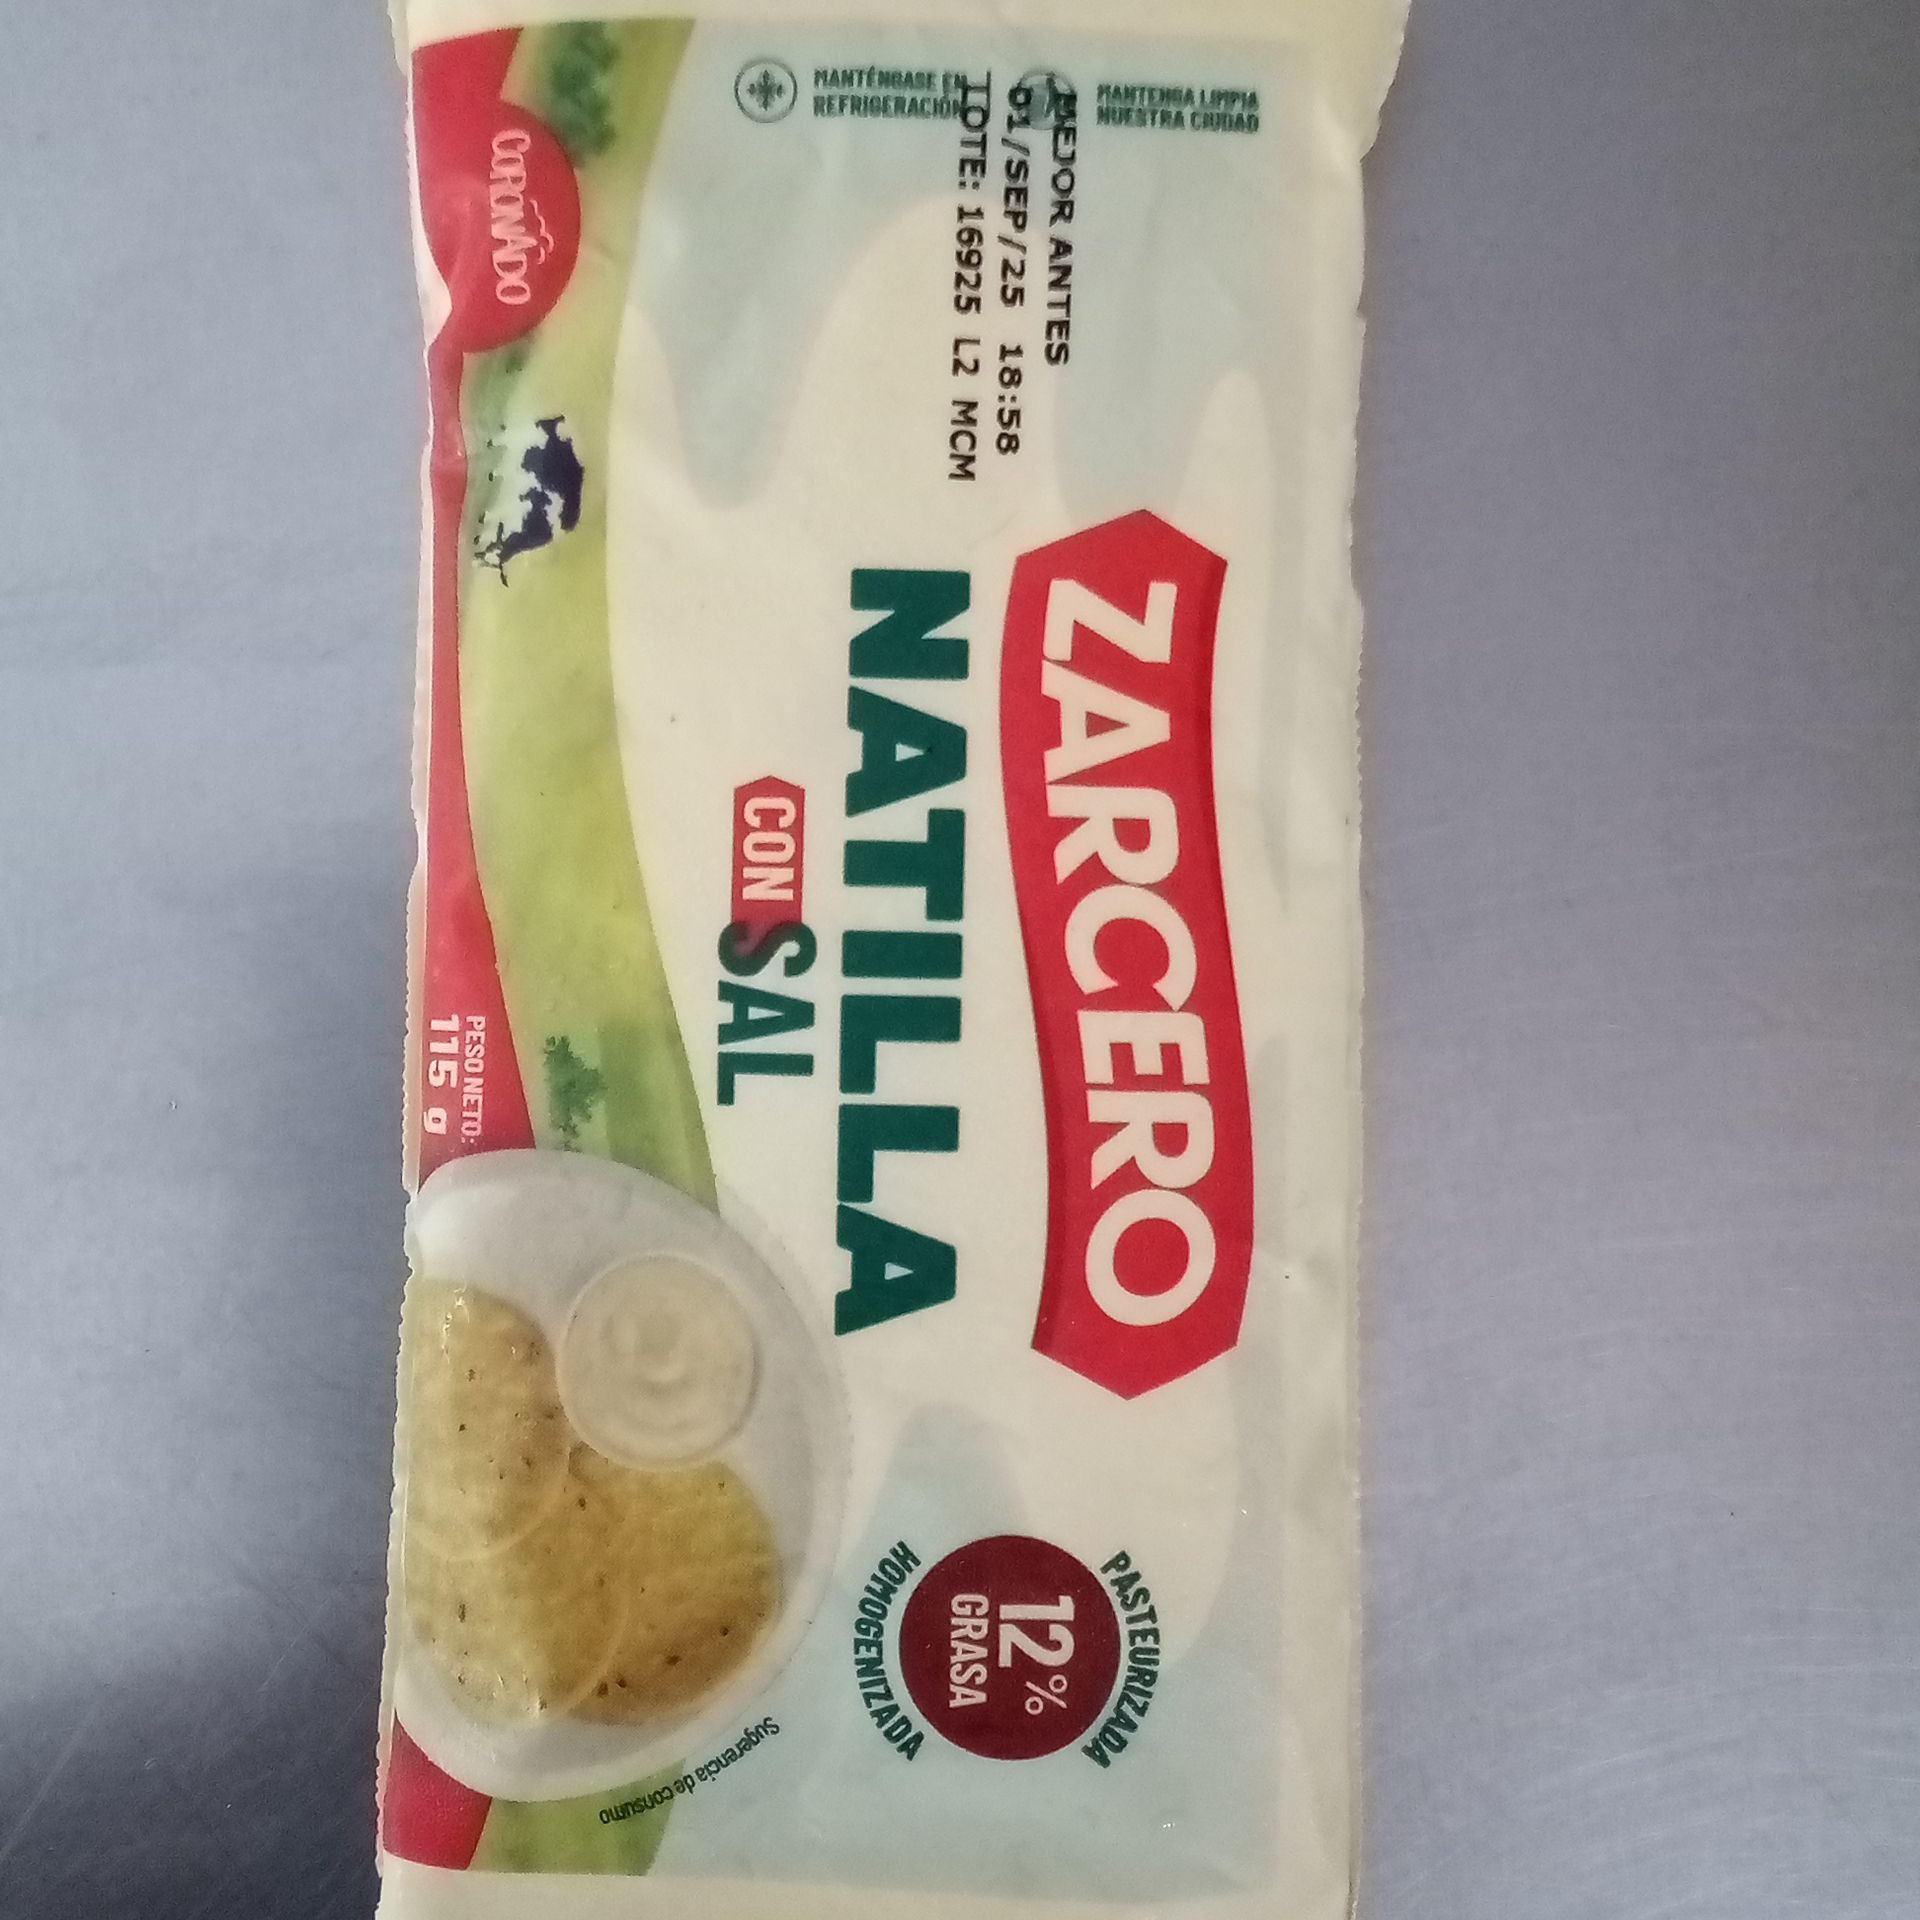 MANTENGA LIMPIA
NUESTRA CIUDAD
MANTÉNGASE EN
REFRIGERACIÓN
MEJOR ANTES
01/SEP/25 18:58
LOTE: 16925 L2 MCM
ZARCERO
NATILLA
CON SAL
PASTEURIZADA
12%
GRASA
HOMOGENIZADA
CORONADO
PESO NETO:
115 g
Sugerencia de consumo